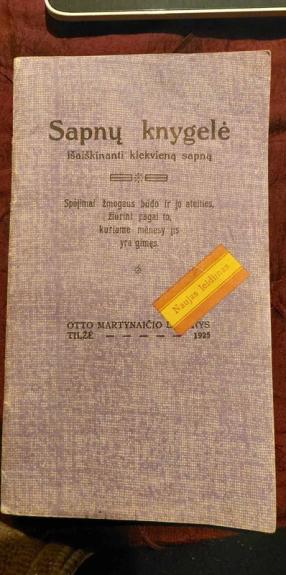 Sapnų knygelė
išaiškinanti kiekvieną sapną
Spėjimai žmogaus būdo ir jo ateities,
žiūrint pagal to,
kuriame mėnesy jis
yra gimęs.
Naujas leidimas
OTTO MARTYNAIČIO
TILŽĖ — — — — — — 1925